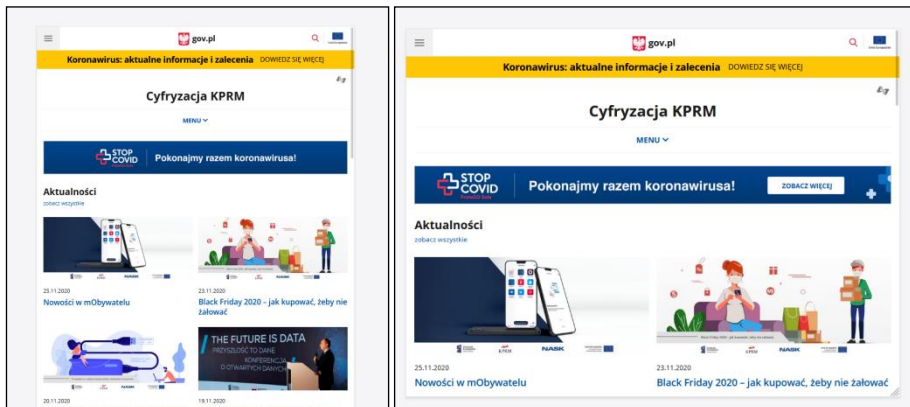 gov.pl
Koronawirus: aktualne informacje i zalecenia DOWIEDZ SIĘ WIĘCEJ
Cyfryzacja KPRM
MENU
STOP COVID
Pokonajmy razem koronawirusa!
Aktualności
zobacz wszystkie
NASK
25.11.2020
Nowości w mObywatelu
23.11.2020
Black Friday 2020 – jak kupować, żeby nie
żałować
THE FUTURE IS DATA
PRZYSZŁOŚĆ TO DANE
KONFERENCJA
O OTWARTYCH DANYCH
20.11.2020
19.11.2020
gov.pl
Koronawirus: aktualne informacje i zalecenia DOWIEDZ SIĘ WIĘCEJ
Cyfryzacja KPRM
MENU
STOP
COVID
Pokonajmy razem koronawirusa!
ZOBACZ WIĘCEJ
Aktualności
zobacz wszystkie
KPRM
NASK
KPRM
NASK
25.11.2020
Nowości w mObywatelu
23.11.2020
Black Friday 2020 – jak kupować, żeby nie żałować